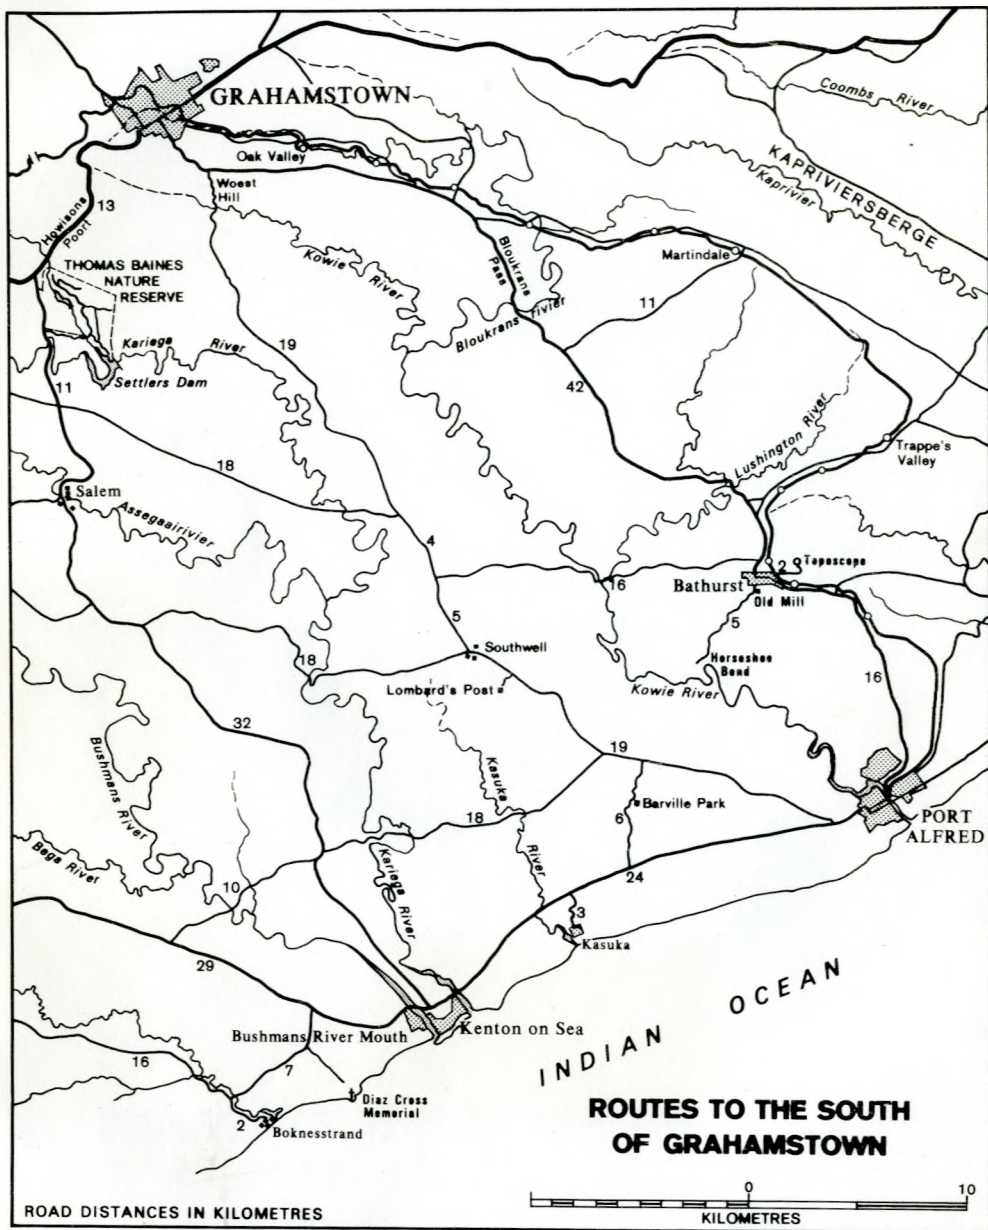 GRAHAMSTOWN
Coombs River
KAPRIVIERSBERGE
Kaprivier
Oak Valley
Woest
Hill
13
Howisons
Poort
THOMAS BAINES
NATURE
RESERVE
Kowie
River
Bloukrans
Pass
Martindale
11
Bloukrans rivier
Kariega River
19
Settlers Dam
11
42
Lushington River
Trappe's
Valley
18
Salem
Assegaairivier
4
16
2
Toposcope
Bathurst
Old Mill
5
5
Southwell
Horseshoe
Bend
18
Lombard's Post
Kowie River
16
32
19
Bushmans River
Kasuka
River
Barville Park
18
6
PORT
ALFRED
Kariega River
Boga River
10
24
3
Kasuka
29
INDIAN OCEAN
Bushmans River Mouth
Kenton on Sea
16
7
Diaz Cross
Memorial
2
Boknesstrand
ROUTES TO THE SOUTH
OF GRAHAMSTOWN
0 10
KILOMETRES
ROAD DISTANCES IN KILOMETRES